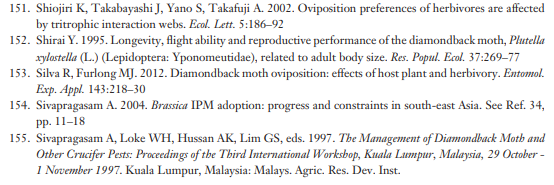 151. Shiojiri K, Takabayashi J, Yano S, Takafuji A. 2002. Oviposition preferences of herbivores are affected
by tritrophic interaction webs. Ecol. Lett. 5:186–92
152. Shirai Y. 1995. Longevity, flight ability and reproductive performance of the diamondback moth, Plutella
xylostella (L.) (Lepidoptera: Yponomeutidae), related to adult body size. Res. Popul. Ecol. 37:269–77
153. Silva R, Furlong MJ. 2012. Diamondback moth oviposition: effects of host plant and herbivory. Entomol.
Exp. Appl. 143:218–30
154. Sivapragasam A. 2004. Brassica IPM adoption: progress and constraints in south-east Asia. See Ref. 34,
pp. 11–18
155. Sivapragasam A, Loke WH, Hussan AK, Lim GS, eds. 1997. The Management of Diamondback Moth and
Other Crucifer Pests: Proceedings of the Third International Workshop, Kuala Lumpur, Malaysia, 29 October -
1 November 1997. Kuala Lumpur, Malaysia: Malays. Agric. Res. Dev. Inst.